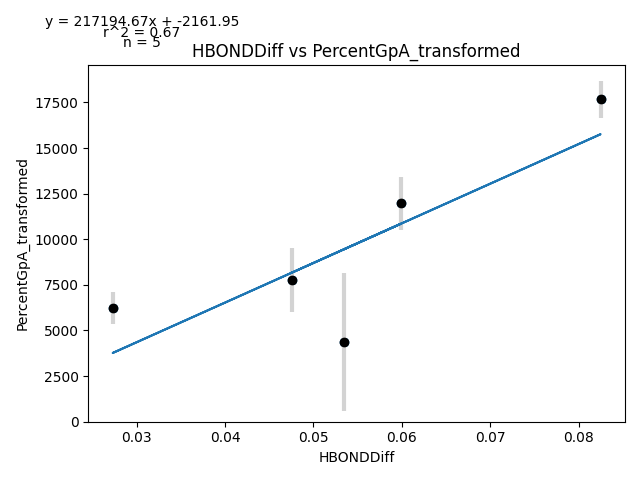 y = 217194.67x + -2161.95
r^2 = 0.67
n = 5
HBONDDiff vs PercentGpA_transformed
PercentGpA_transformed
17500
15000
12500
10000
7500
5000
2500
0
0.03 0.04 0.05 0.06 0.07 0.08
HBONDDiff